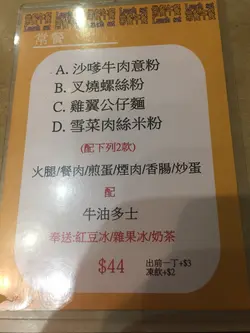 常餐
A. 沙嗲牛肉意粉
B. 叉燒螺絲粉
C. 雞翼公仔麵
D. 雪菜肉絲米粉
(配下列2款)
火腿/餐肉/煎蛋/煙肉/香腸/炒蛋
配
牛油多士
奉送:紅豆冰/雜果冰/奶茶
$44
出前一丁+$3
凍飲+$2